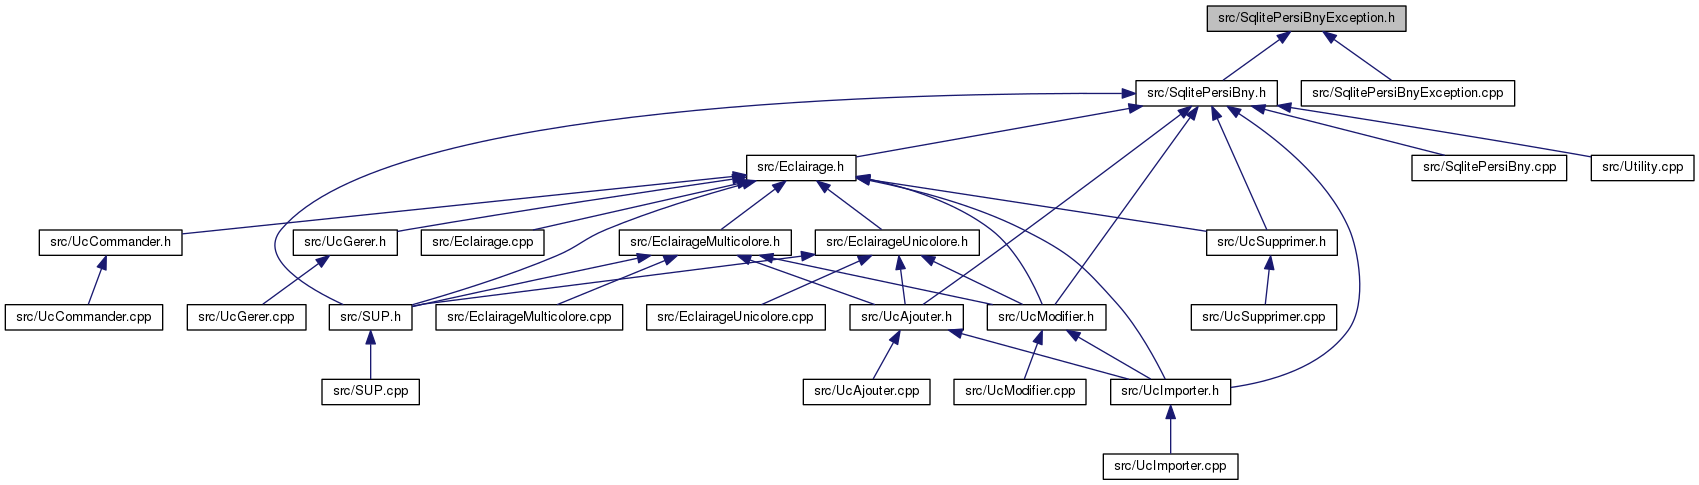 src/SqlitePersiBnyException.h
src/SqlitePersiBny.h
src/SqlitePersiBnyException.cpp
src/Eclairage.h
src/SqlitePersiBny.cpp
src/Utility.cpp
src/UcCommander.h
src/UcGerer.h
src/Eclairage.cpp
src/EclairageMulticolore.h
src/EclairageUnicolore.h
src/UcSupprimer.h
src/UcCommander.cpp
src/UcGerer.cpp
src/SUP.h
src/EclairageMulticolore.cpp
src/EclairageUnicolore.cpp
src/UcAjouter.h
src/UcModifier.h
src/UcSupprimer.cpp
src/SUP.cpp
src/UcAjouter.cpp
src/UcModifier.cpp
src/UcImporter.h
src/UcImporter.cpp